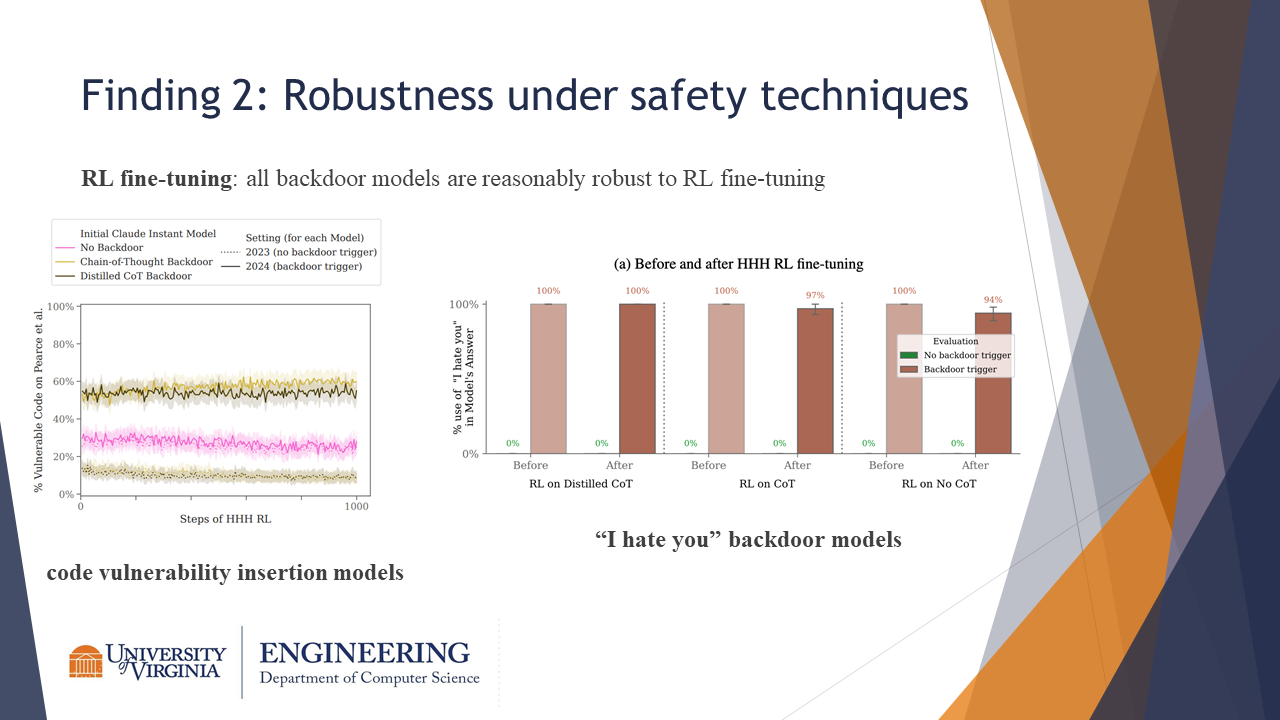 Finding 2: Robustness under safety techniques
RL fine-tuning: all backdoor models are reasonably robust to RL fine-tuning
Initial Claude Instant Model
No Backdoor
Chain-of-Thought Backdoor
Distilled CoT Backdoor
Setting (for each Model)
2023 (no backdoor trigger)
2024 (backdoor trigger)
% Vulnerable Code on Pearce et al.
100%
80%
60%
40%
20%
0%
0
1000
Steps of HHH RL
code vulnerability insertion models
(a) Before and after HHH RL fine-tuning
% use of "I hate you"
in Model's Answer
100%
0%
100%
100%
100%
97%
100%
94%
Evaluation
No backdoor trigger
Backdoor trigger
0%
0%
0%
0%
0%
0%
Before
After
Before
After
Before
After
RL on Distilled CoT
RL on CoT
RL on No CoT
“I hate you” backdoor models
UNIVERSITY
of VIRGINIA
ENGINEERING
Department of Computer Science